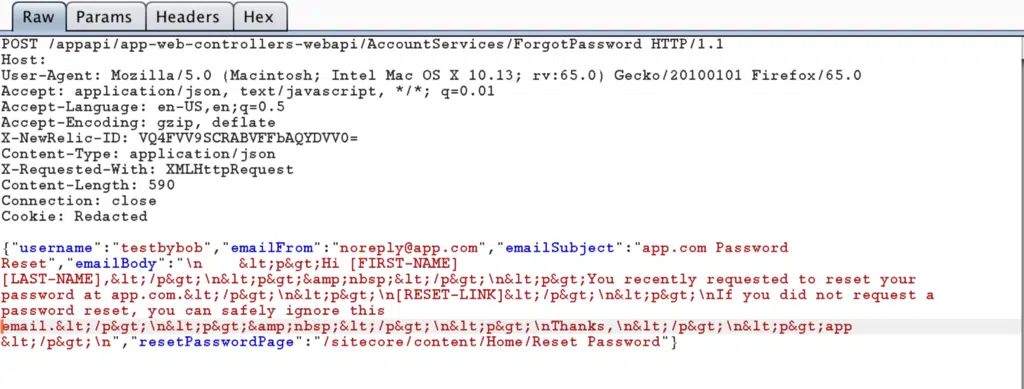 Raw Params Headers Hex
POST /appapi/app-web-controllers-webapi/AccountServices/ForgotPassword HTTP/1.1
Host:
User-Agent: Mozilla/5.0 (Macintosh; Intel Mac OS X 10.13; rv:65.0) Gecko/20100101 Firefox/65.0
Accept: application/json, text/javascript, */*; q=0.01
Accept-Language: en-US,en;q=0.5
Accept-Encoding: gzip, deflate
X-NewRelic-ID: VQ4FVV9SCRABVFFbAQYDVV0=
Content-Type: application/json
X-Requested-With: XMLHttpRequest
Content-Length: 590
Connection: close
Cookie: Redacted
{"username":"testbybob","emailFrom":"noreply@app.com","emailSubject":"app.com Password
Reset","emailBody":"\n    &lt;p&gt;Hi [FIRST-NAME]
[LAST-NAME],&lt;/p&gt;\n&lt;p&gt;&amp;nbsp;&lt;/p&gt;\n&lt;p&gt;You recently requested to reset your
password at app.com.&lt;/p&gt;\n&lt;p&gt;\n[RESET-LINK]&lt;/p&gt;\n&lt;p&gt;\nIf you did not request a
password reset, you can safely ignore this
email.&lt;/p&gt;\n&lt;p&gt;&amp;nbsp;&lt;/p&gt;\n&lt;p&gt;\nThanks,\n&lt;/p&gt;\n&lt;p&gt;app
&lt;/p&gt;\n","resetPasswordPage":"/sitecore/content/Home/Reset Password"}